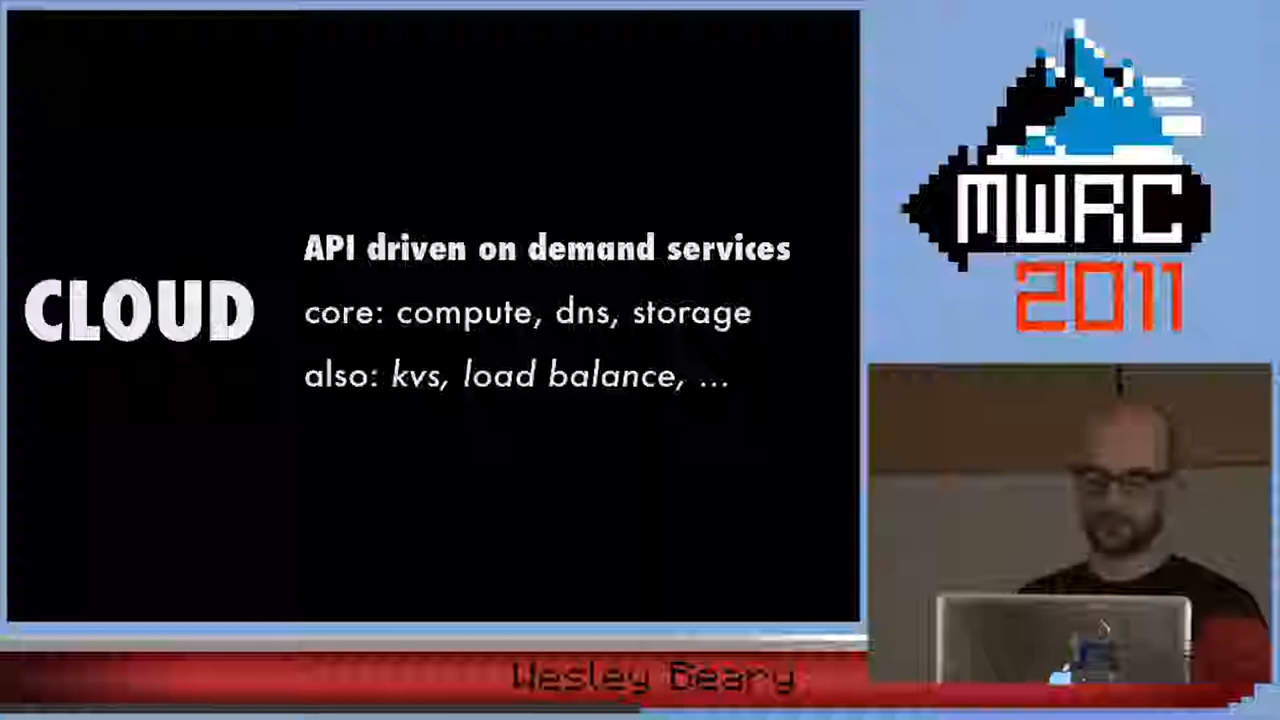 CLOUD
API driven on demand services
core: compute, dns, storage
also: kvs, load balance, ...
MWRC
2011
Wesley Beary